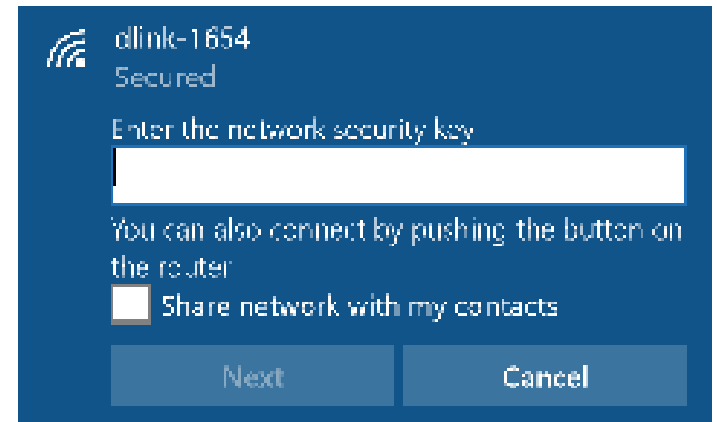 dlink-1654
Secured
Enter the network security key
You can also connect by pushing the button on
the router
Share network with my contacts
Next
Cancel